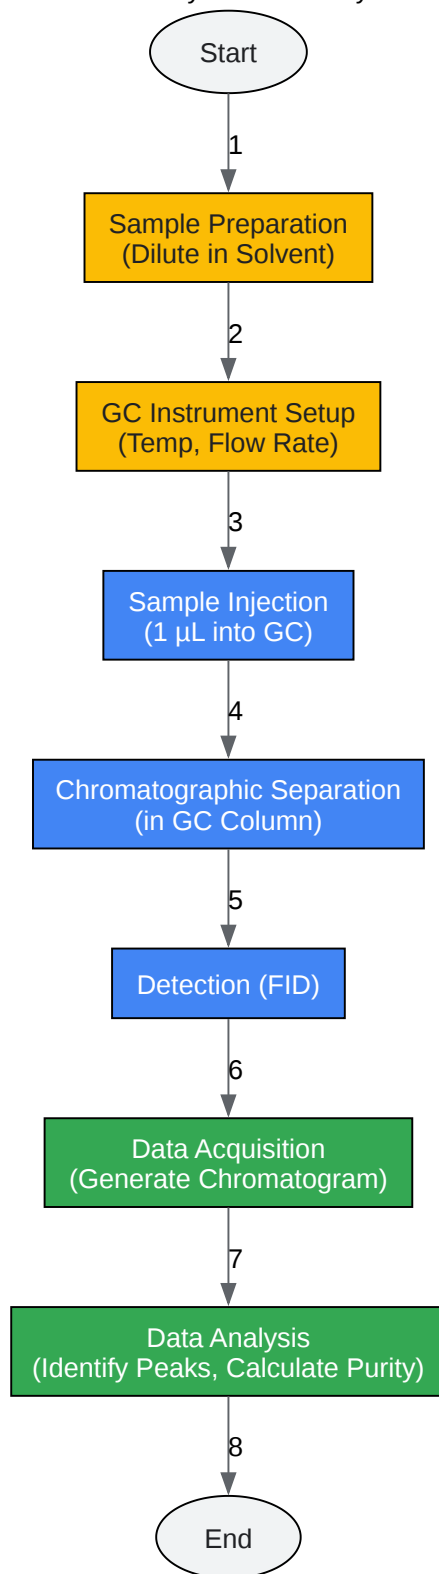 Start
1
Sample Preparation
(Dilute in Solvent)
2
GC Instrument Setup
(Temp, Flow Rate)
3
Sample Injection
(1 µL into GC)
4
Chromatographic Separation
(in GC Column)
5
Detection (FID)
6
Data Acquisition
(Generate Chromatogram)
7
Data Analysis
(Identify Peaks, Calculate Purity)
8
End